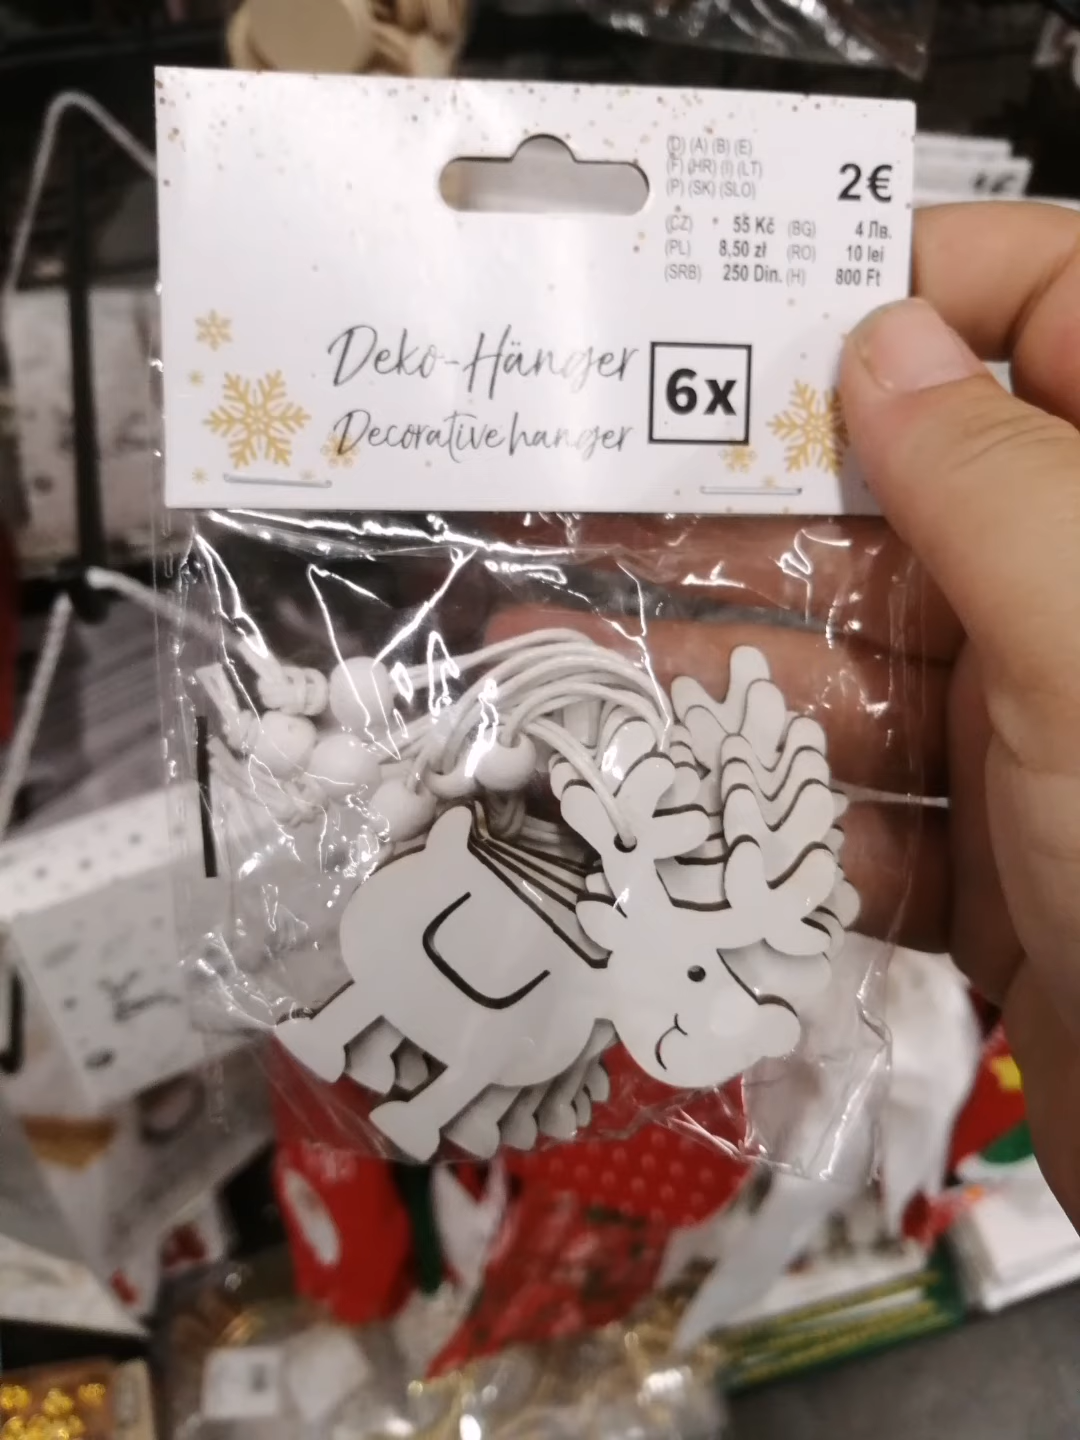 (D) (A) (B) (E)
(F) (HR) (I) (LT)
(P) (SK) (SLO)
2€
(CZ) 55 Kč (BG) 4 Лв.
(PL) 8,50 zł (RO) 10 lei
(SRB) 250 Din. (H) 800 Ft
Deko-Hänger
Decorative hanger
6x